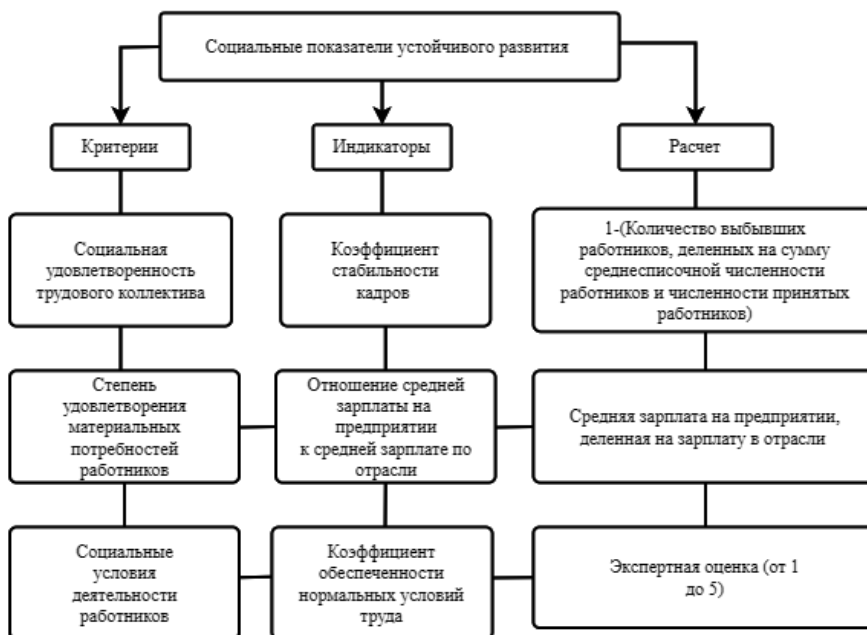 Социальные показатели устойчивого развития
Критерии
Индикаторы
Расчет
Социальная
удовлетворенность
трудового коллектива
Коэффициент
стабильности
кадров
1-(Количество выбывших
работников, деленных на сумму
среднесписочной численности
работников и численности принятых
работников)
Степень
удовлетворения
материальных
потребностей
работников
Отношение средней
зарплаты на
предприятии
к средней зарплате по
отрасли
Средняя зарплата на предприятии,
деленная на зарплату в отрасли
Социальные
условия
деятельности
работников
Коэффициент
обеспеченности
нормальных условий
труда
Экспертная оценка (от 1
до 5)